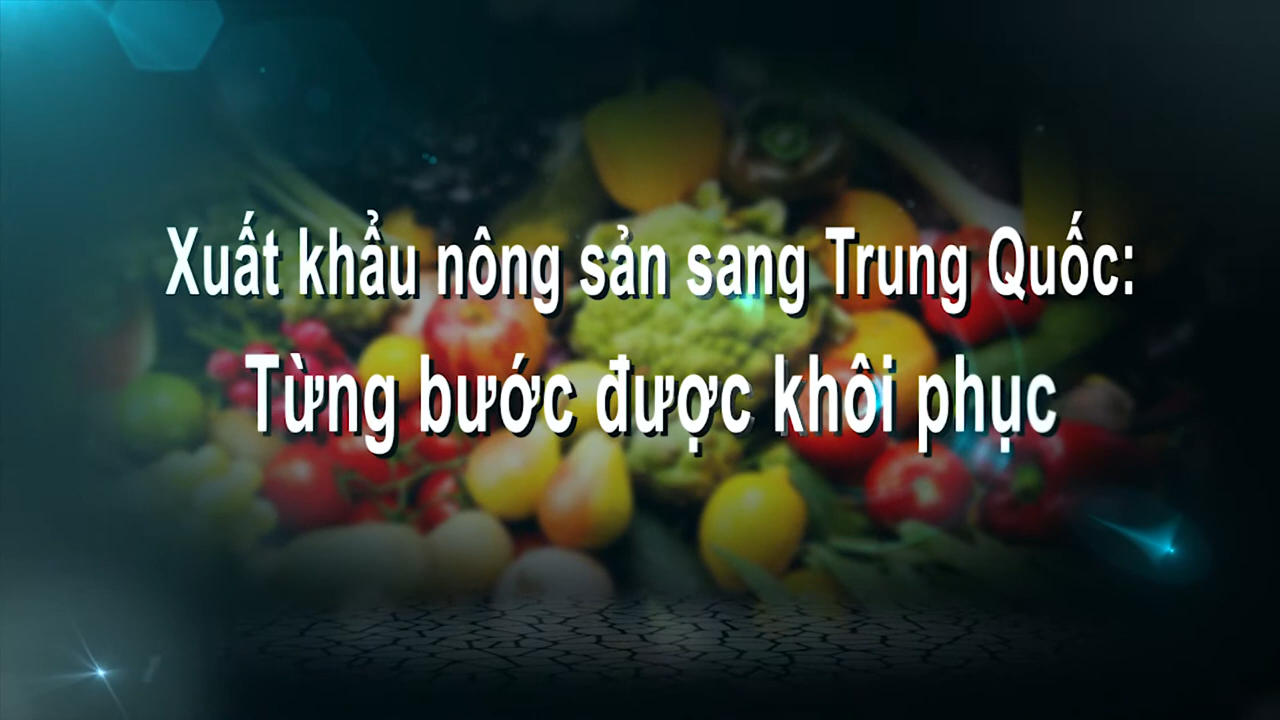 Xuất khẩu nông sản sang Trung Quốc:
Từng bước được khôi phục